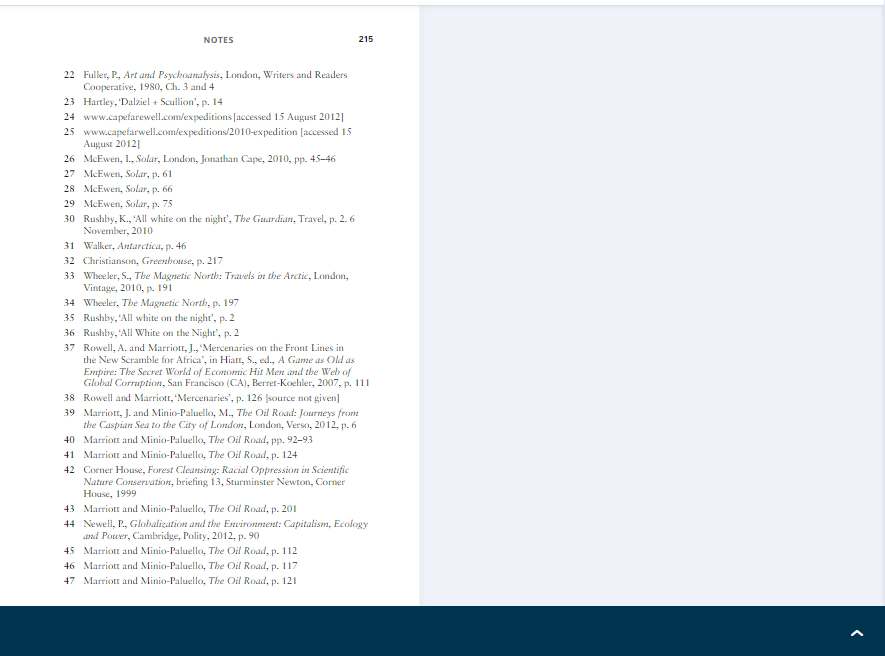 NOTES 215
22 Fuller, P., Art and Psychoanalysis, London, Writers and Readers
Cooperative, 1980, Ch. 3 and 4
23 Hartley, ‘Dalziel + Scullion’, p. 14
24 www.capefarewell.com/expeditions [accessed 15 August 2012]
25 www.capefarwell.com/expeditions/2010-expedition [accessed 15
August 2012]
26 McEwen, I., Solar, London, Jonathan Cape, 2010, pp. 45–46
27 McEwen, Solar, p. 61
28 McEwen, Solar, p. 66
29 McEwen, Solar, p. 75
30 Rushby, K., ‘All white on the night’, The Guardian, Travel, p. 2. 6
November, 2010
31 Walker, Antarctica, p. 46
32 Christianson, Greenhouse, p. 217
33 Wheeler, S., The Magnetic North: Travels in the Arctic, London,
Vintage, 2010, p. 191
34 Wheeler, The Magnetic North, p. 197
35 Rushby, ‘All white on the night’, p. 2
36 Rushby, ‘All White on the Night’, p. 2
37 Rowell, A. and Marriott, J., ‘Mercenaries on the Front Lines in
the New Scramble for Africa’, in Hiatt, S., ed., A Game as Old as
Empire: The Secret World of Economic Hit Men and the Web of
Global Corruption, San Francisco (CA), Berret-Koehler, 2007, p. 111
38 Rowell and Marriott, ‘Mercenaries’, p. 126 [source not given]
39 Marriott, J. and Minio-Paluello, M., The Oil Road: Journeys from
the Caspian Sea to the City of London, London, Verso, 2012, p. 6
40 Marriott and Minio-Paluello, The Oil Road, pp. 92–93
41 Marriott and Minio-Paluello, The Oil Road, p. 124
42 Corner House, Forest Cleansing: Racial Oppression in Scientific
Nature Conservation, briefing 13, Sturminster Newton, Corner
House, 1999
43 Marriott and Minio-Paluello, The Oil Road, p. 201
44 Newell, P., Globalization and the Environment: Capitalism, Ecology
and Power, Cambridge, Polity, 2012, p. 90
45 Marriott and Minio-Paluello, The Oil Road, p. 112
46 Marriott and Minio-Paluello, The Oil Road, p. 117
47 Marriott and Minio-Paluello, The Oil Road, p. 121